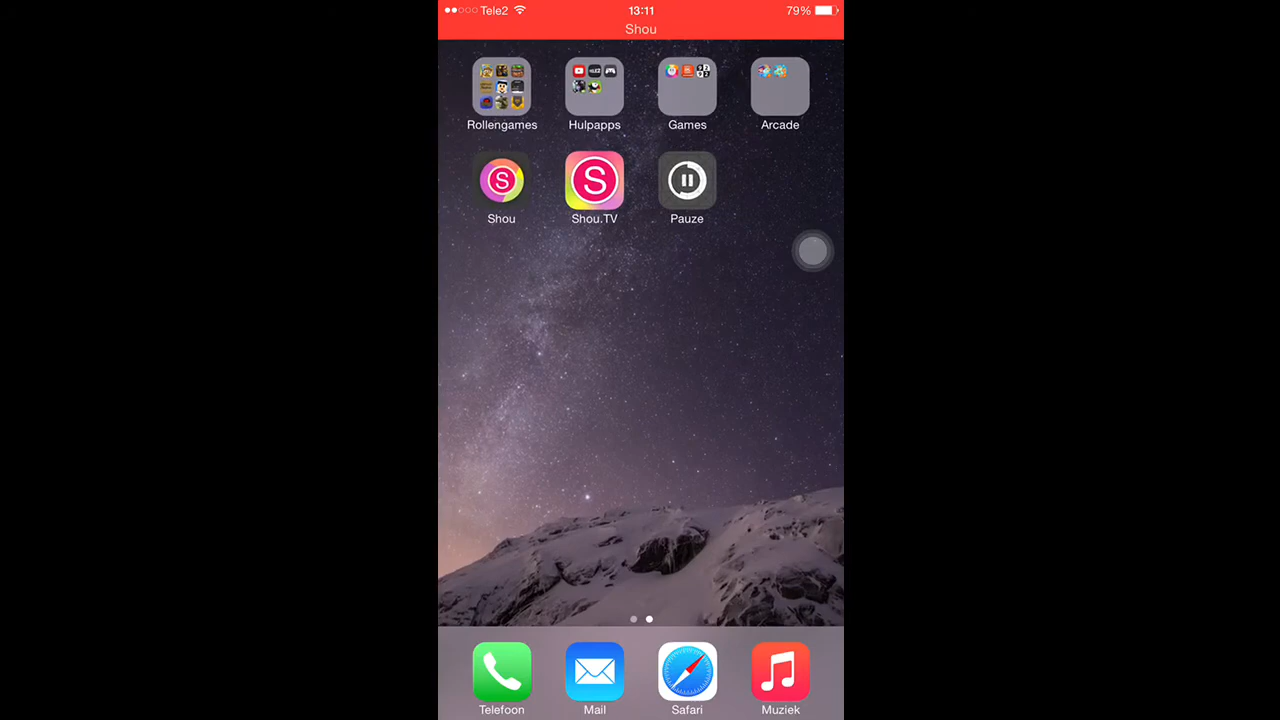 Tele2 13:11 79%
Shou
Rollengames Hulpapps Games Arcade
S S
Shou Shou.TV Pauze
Telefoon Mail Safari Muziek